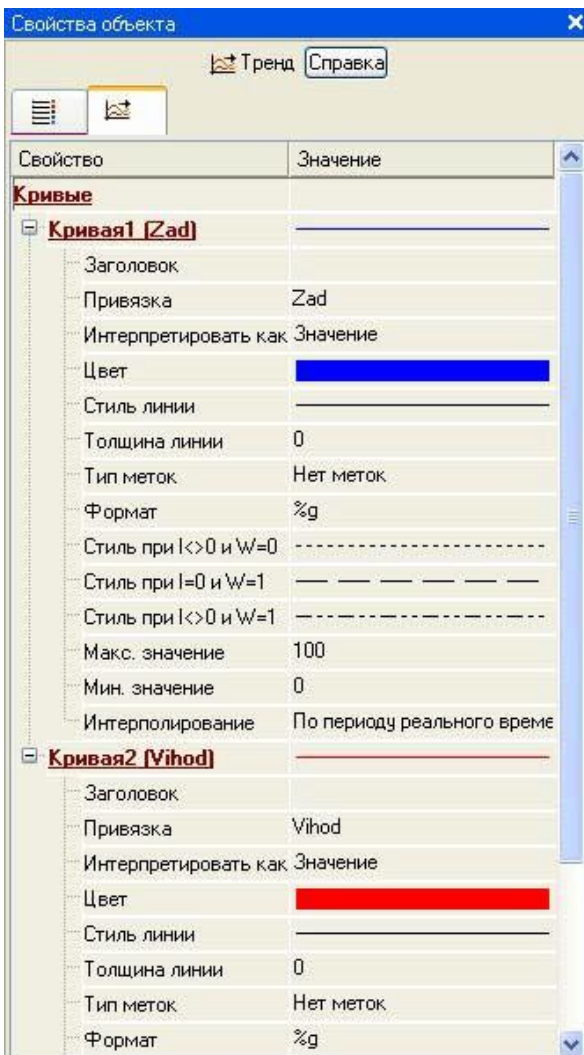 Свойства объекта
Тренд Справка
Свойство Значение
Кривые
Кривая1 (Zad)
Заголовок
Привязка Zad
Интерпретировать как Значение
Цвет
Стиль линии
Толщина линии 0
Тип меток Нет меток
Формат %g
Стиль при I<>0 и W=0
Стиль при I=0 и W=1
Стиль при I<>0 и W=1
Макс. значение 100
Мин. значение 0
Интерполирование По периоду реального време
Кривая2 (Vihod)
Заголовок
Привязка Vihod
Интерпретировать как Значение
Цвет
Стиль линии
Толщина линии 0
Тип меток Нет меток
Формат %g